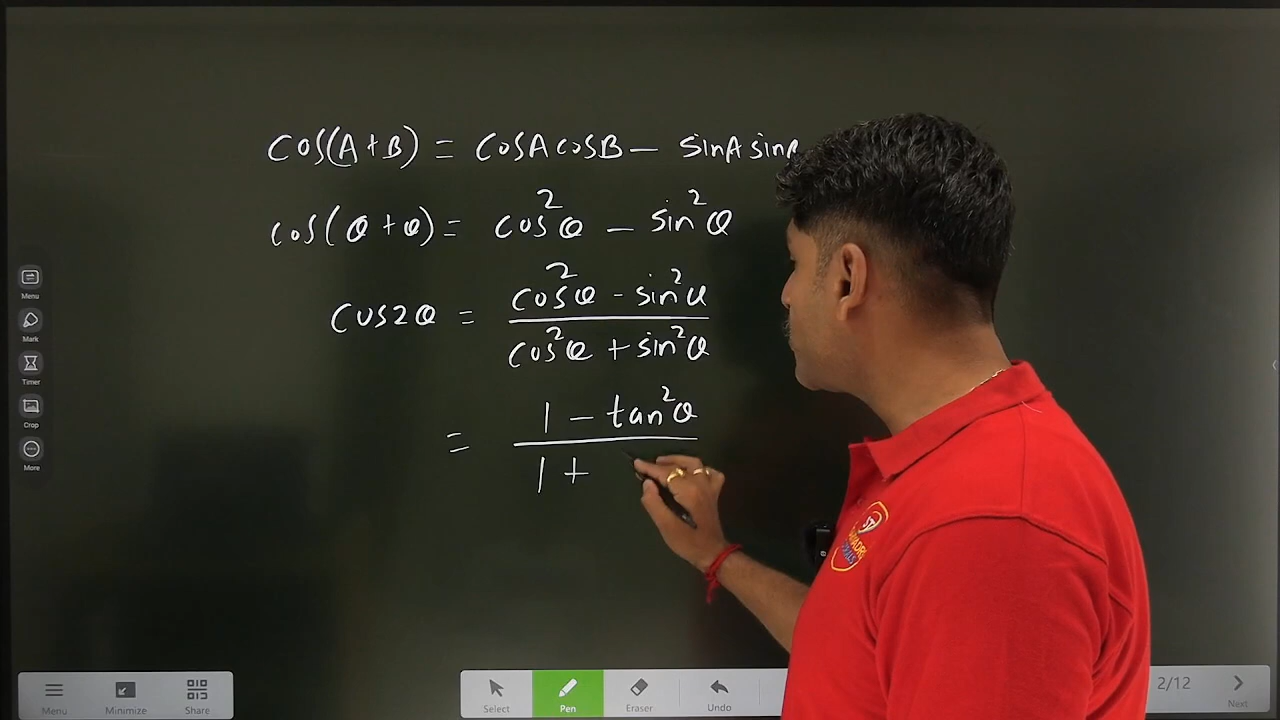 cos(A+B) = cosA cosB - sinA sin
cos(θ+θ) = cos²θ - sin²θ
cos2θ = cos²θ - sin²θ
cos²θ + sin²θ
= 1 - tan²θ
1 +
Menu
Mark
Timer
Crop
More
Menu
Minimize
Share
Select
Pen
Eraser
Undo
2/12
Next